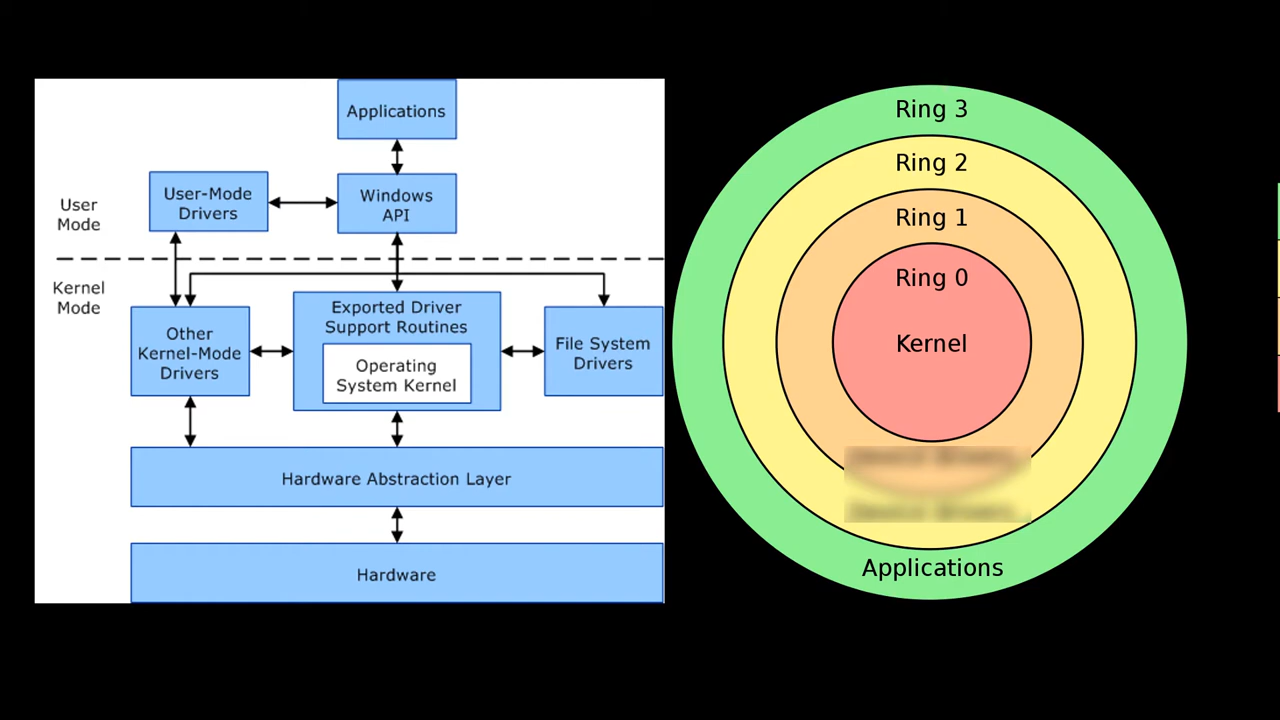 Applications
User-Mode
Drivers
Windows
API
User
Mode
Kernel
Mode
Other
Kernel-Mode
Drivers
Exported Driver
Support Routines
Operating
System Kernel
File System
Drivers
Hardware Abstraction Layer
Hardware
Ring 3
Ring 2
Ring 1
Ring 0
Kernel
Applications